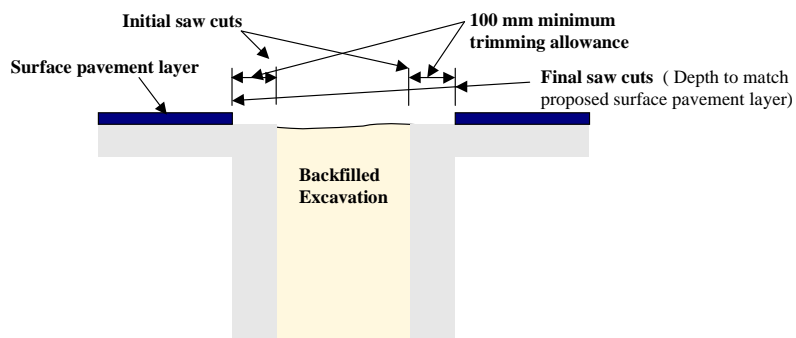 Initial saw cuts
100 mm minimum
trimming allowance
Surface pavement layer
Final saw cuts ( Depth to match
proposed surface pavement layer)
Backfilled
Excavation